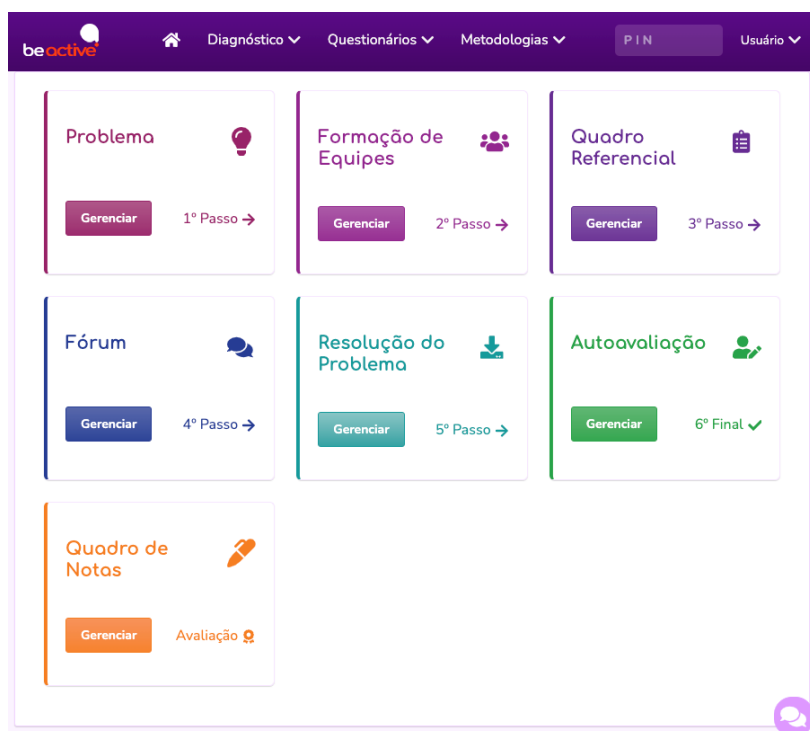 beactive
Diagnóstico
Questionários
Metodologias
PIN
Usuário
Problema
Gerenciar
1º Passo
Formação de
Equipes
Gerenciar
2º Passo
Quadro
Referencial
Gerenciar
3º Passo
Fórum
Gerenciar
4º Passo
Resolução do
Problema
Gerenciar
5º Passo
Autoavaliação
Gerenciar
6º Final
Quadro de
Notas
Gerenciar
Avaliação